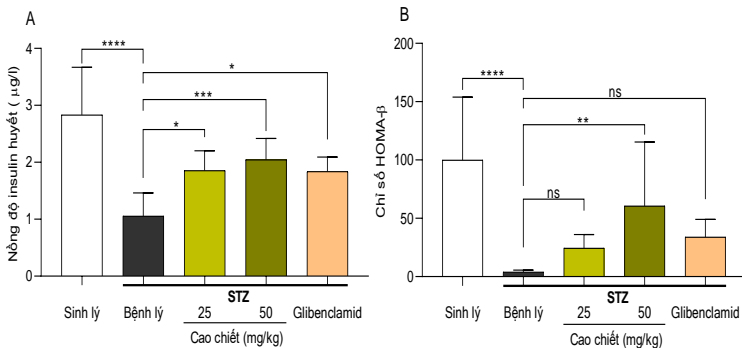 A
Nồng độ insulin huyết ( μg/l)
4
3
2
1
0
****
*
***
*
Sinh lý
Bệnh lý
STZ
25
50
Glibenclamid
Cao chiết (mg/kg)
B
Chỉ số HOMA-β
200
150
100
50
0
****
ns
**
ns
Sinh lý
Bệnh lý
STZ
25
50
Glibenclamid
Cao chiết (mg/kg)